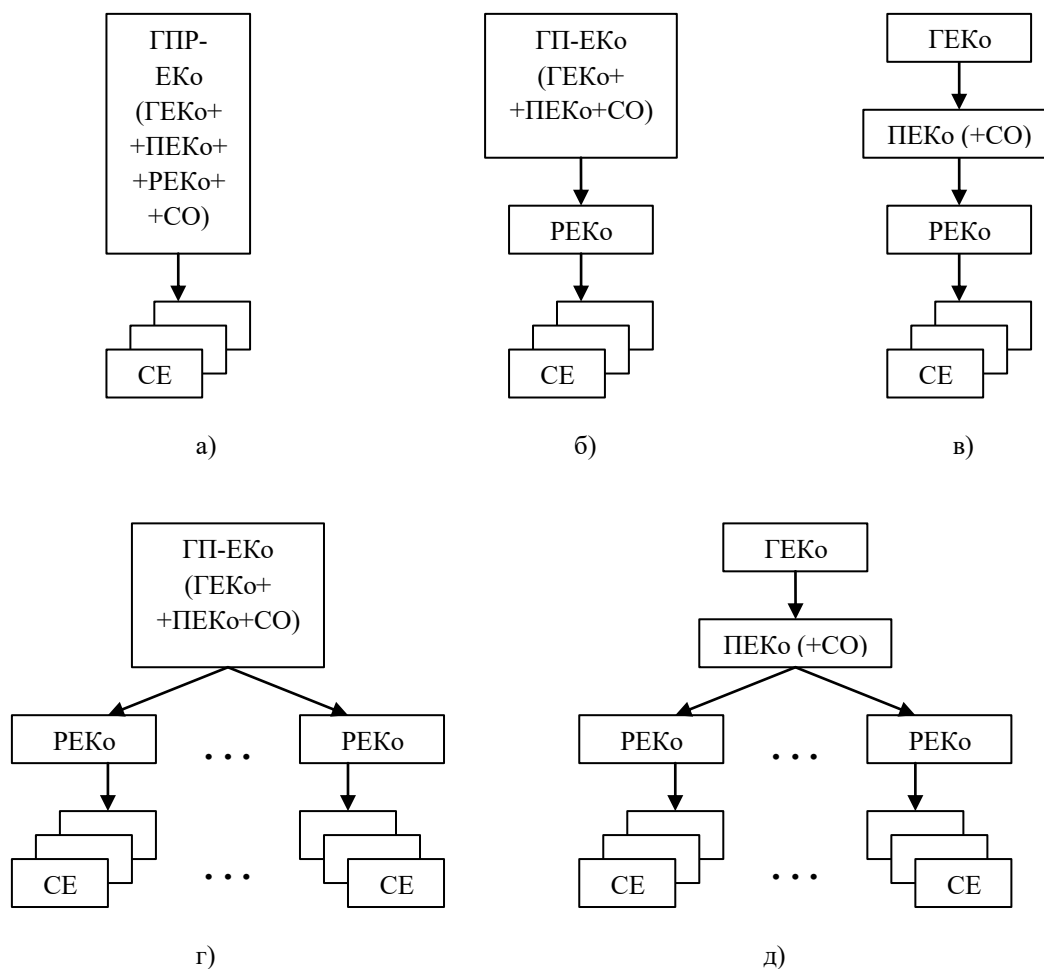 ГПР-
ЕКо
(ГЕКо+
+ПЕКо+
+РЕКо+
+СО)
СЕ
а)
ГП-ЕКо
(ГЕКо+
+ПЕКо+СО)
РЕКо
СЕ
б)
ГЕКо
ПЕКо (+СО)
РЕКо
СЕ
в)
ГП-ЕКо
(ГЕКо+
+ПЕКо+СО)
РЕКо
...
РЕКо
СЕ
...
СЕ
г)
ГЕКо
ПЕКо (+СО)
РЕКо
...
РЕКо
СЕ
...
СЕ
д)